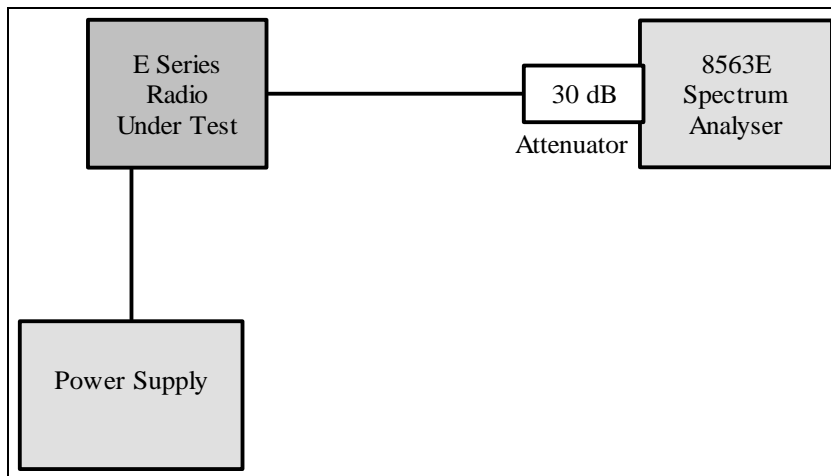 E Series
Radio
Under Test
30 dB
Attenuator
8563E
Spectrum
Analyser
Power Supply